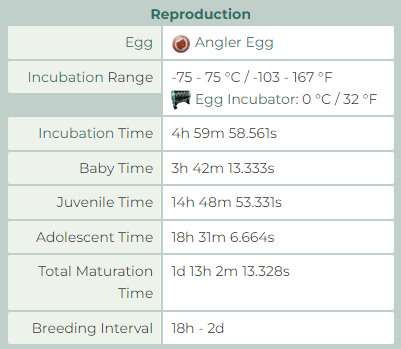 Reproduction
Egg Angler Egg
Incubation Range -75 - 75 °C / -103 - 167 °F
Egg Incubator: 0 °C / 32 °F
Incubation Time 4h 59m 58.561s
Baby Time 3h 42m 13.333s
Juvenile Time 14h 48m 53.331s
Adolescent Time 18h 31m 6.664s
Total Maturation 1d 13h 2m 13.328s
Time
Breeding Interval 18h - 2d